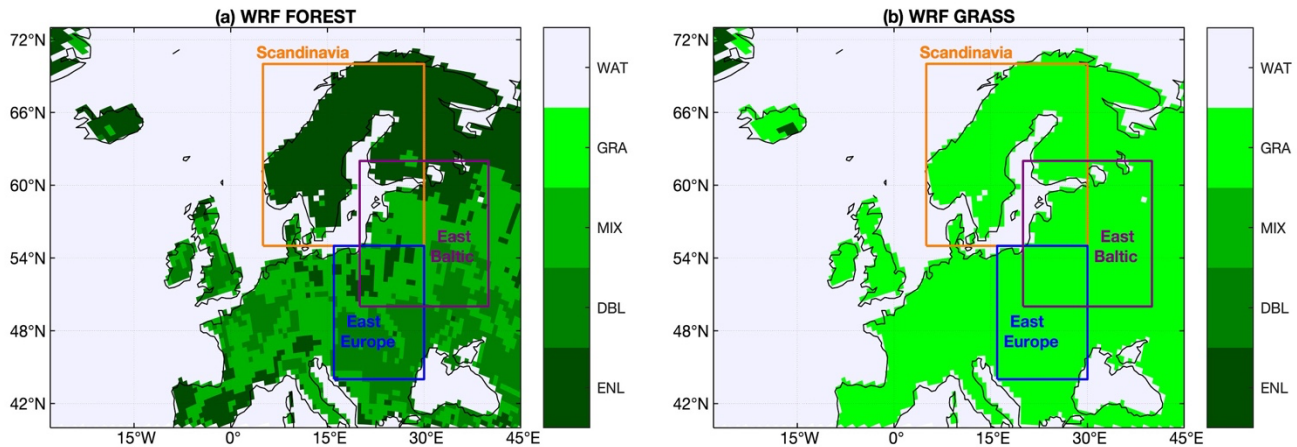 (a) WRF FOREST
72°N
66°N
60°N
54°N
48°N
42°N
15°W
0°
15°E
30°E
45°E
Scandinavia
East
Baltic
East
Europe
WAT
GRA
MIX
DBL
ENL
(b) WRF GRASS
72°N
66°N
60°N
54°N
48°N
42°N
15°W
0°
15°E
30°E
45°E
Scandinavia
East
Baltic
East
Europe
WAT
GRA
MIX
DBL
ENL